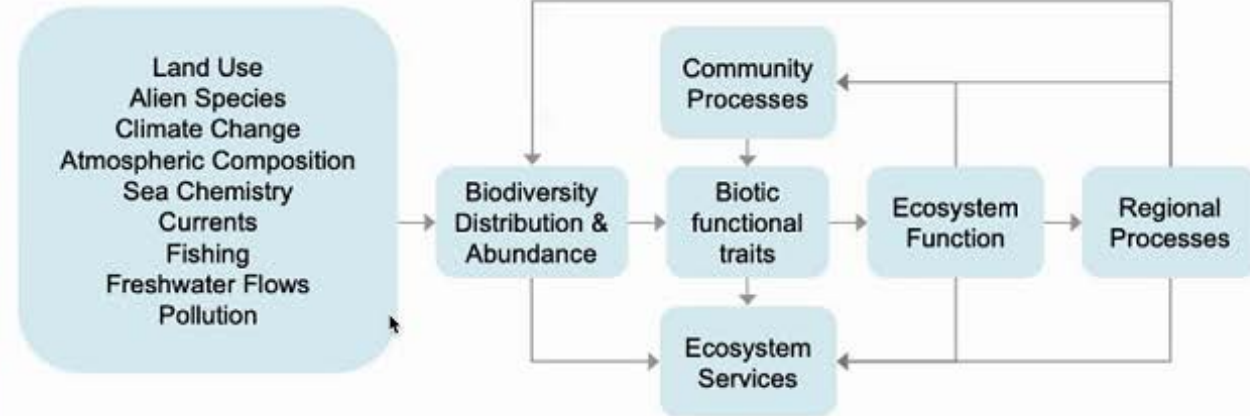 Land Use
Alien Species
Climate Change
Atmospheric Composition
Sea Chemistry
Currents
Fishing
Freshwater Flows
Pollution
Biodiversity
Distribution &
Abundance
Community
Processes
Biotic
functional
traits
Ecosystem
Services
Ecosystem
Function
Regional
Processes